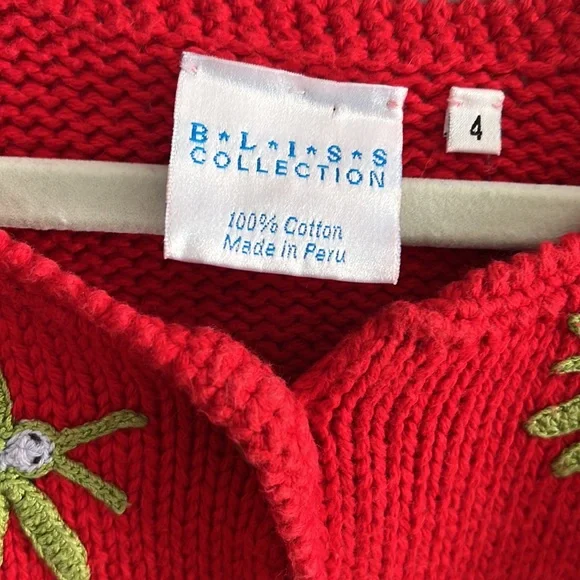 B★L★I★S★S
COLLECTION
100% Cotton
Made in Peru
4